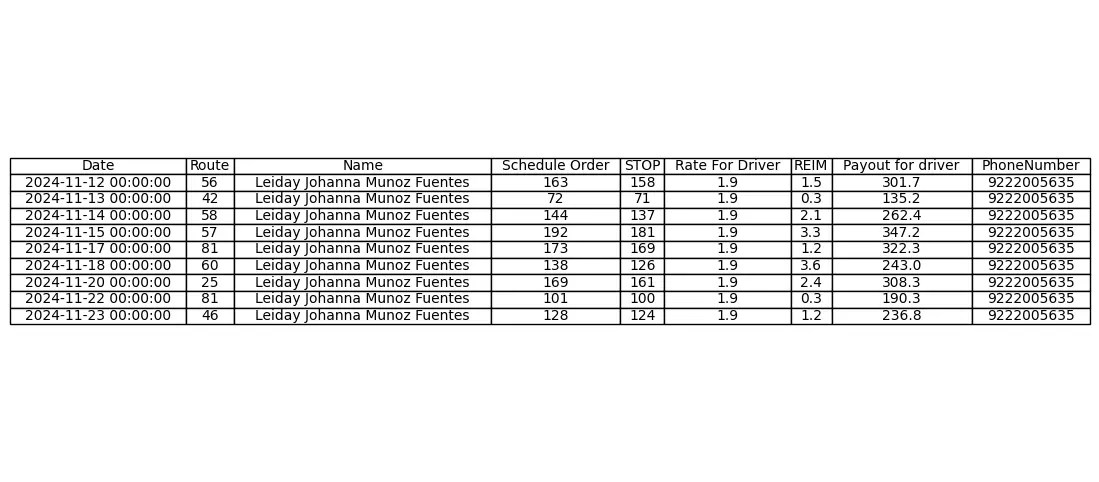 Date Route Name Schedule Order STOP Rate For Driver REIM Payout for driver PhoneNumber
2024-11-12 00:00:00 56 Leiday Johanna Munoz Fuentes 163 158 1.9 1.5 301.7 9222005635
2024-11-13 00:00:00 42 Leiday Johanna Munoz Fuentes 72 71 1.9 0.3 135.2 9222005635
2024-11-14 00:00:00 58 Leiday Johanna Munoz Fuentes 144 137 1.9 2.1 262.4 9222005635
2024-11-15 00:00:00 57 Leiday Johanna Munoz Fuentes 192 181 1.9 3.3 347.2 9222005635
2024-11-17 00:00:00 81 Leiday Johanna Munoz Fuentes 173 169 1.9 1.2 322.3 9222005635
2024-11-18 00:00:00 60 Leiday Johanna Munoz Fuentes 138 126 1.9 3.6 243.0 9222005635
2024-11-20 00:00:00 25 Leiday Johanna Munoz Fuentes 169 161 1.9 2.4 308.3 9222005635
2024-11-22 00:00:00 81 Leiday Johanna Munoz Fuentes 101 100 1.9 0.3 190.3 9222005635
2024-11-23 00:00:00 46 Leiday Johanna Munoz Fuentes 128 124 1.9 1.2 236.8 9222005635